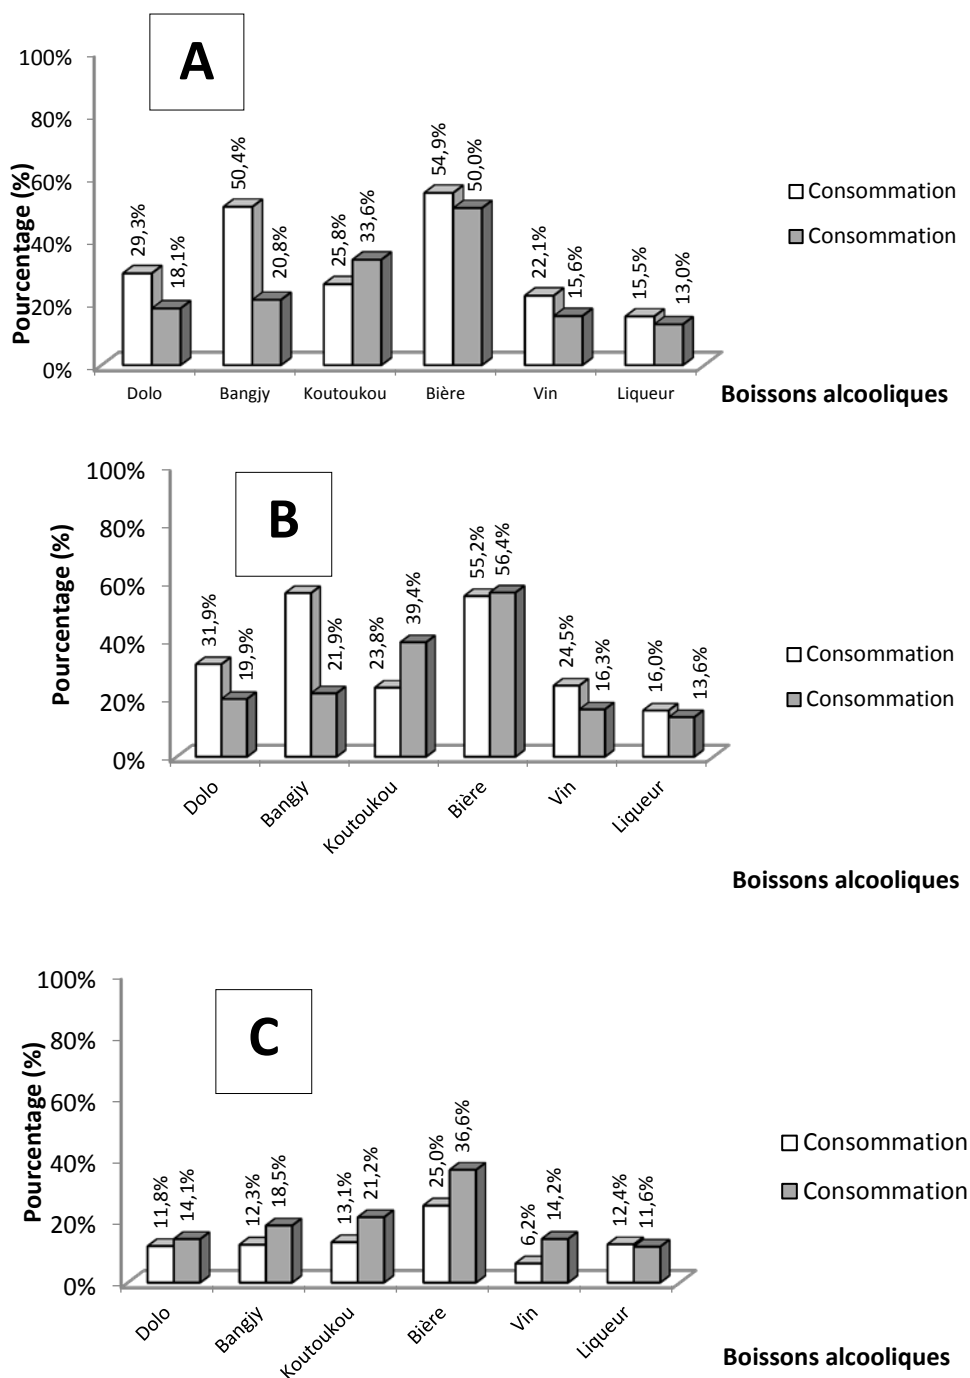 A
100%
80%
60%
40%
20%
0%
Pourcentage (%)
29,3%
18,1%
50,4%
20,8%
25,8%
33,6%
54,9%
50,0%
22,1%
15,6%
15,5%
13,0%
Dolo
Bangjy
Koutoukou
Bière
Vin
Liqueur
Boissons alcooliques
Consommation
Consommation
B
100%
80%
60%
40%
20%
0%
Pourcentage (%)
31,9%
19,9%
21,9%
23,8%
39,4%
55,2%
56,4%
24,5%
16,3%
16,0%
13,6%
Dolo
Bangjy
Koutoukou
Bière
Vin
Liqueur
Boissons alcooliques
Consommation
Consommation
C
100%
80%
60%
40%
20%
0%
Pourcentage (%)
11,8%
14,1%
12,3%
18,5%
13,1%
21,2%
25,0%
36,6%
6,2%
14,2%
12,4%
11,6%
Dolo
Bangjy
Koutoukou
Bière
Vin
Liqueur
Boissons alcooliques
Consommation
Consommation